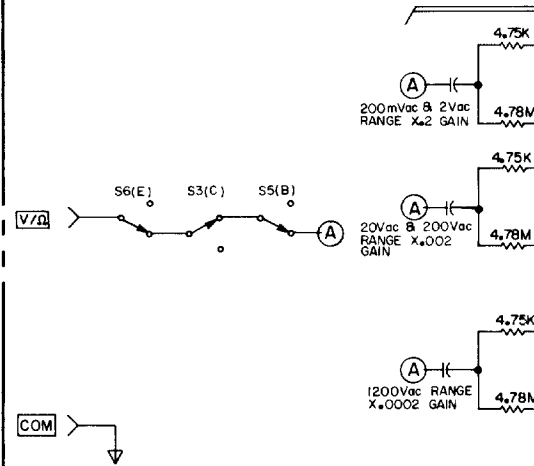 4.75K
A
200mVac & 2Vac
RANGE X.2 GAIN
4.78M
4.75K
S6(E) S3(C) S5(B)
V/Ω
A
A
20Vac & 200Vac
RANGE X.002
GAIN
4.78M
4.75K
A
1200Vac RANGE
X.0002 GAIN
4.78M
COM